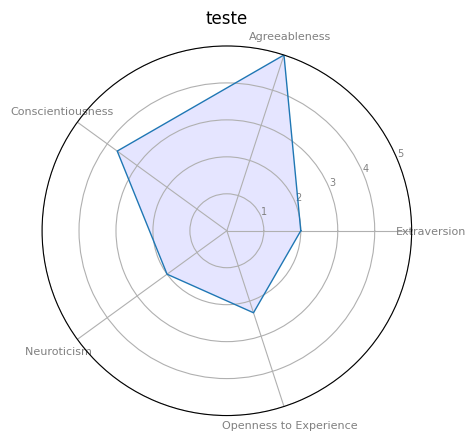 teste
Agreeableness
Conscientiousness
5
4
3
2
1
Extraversion
Neuroticism
Openness to Experience